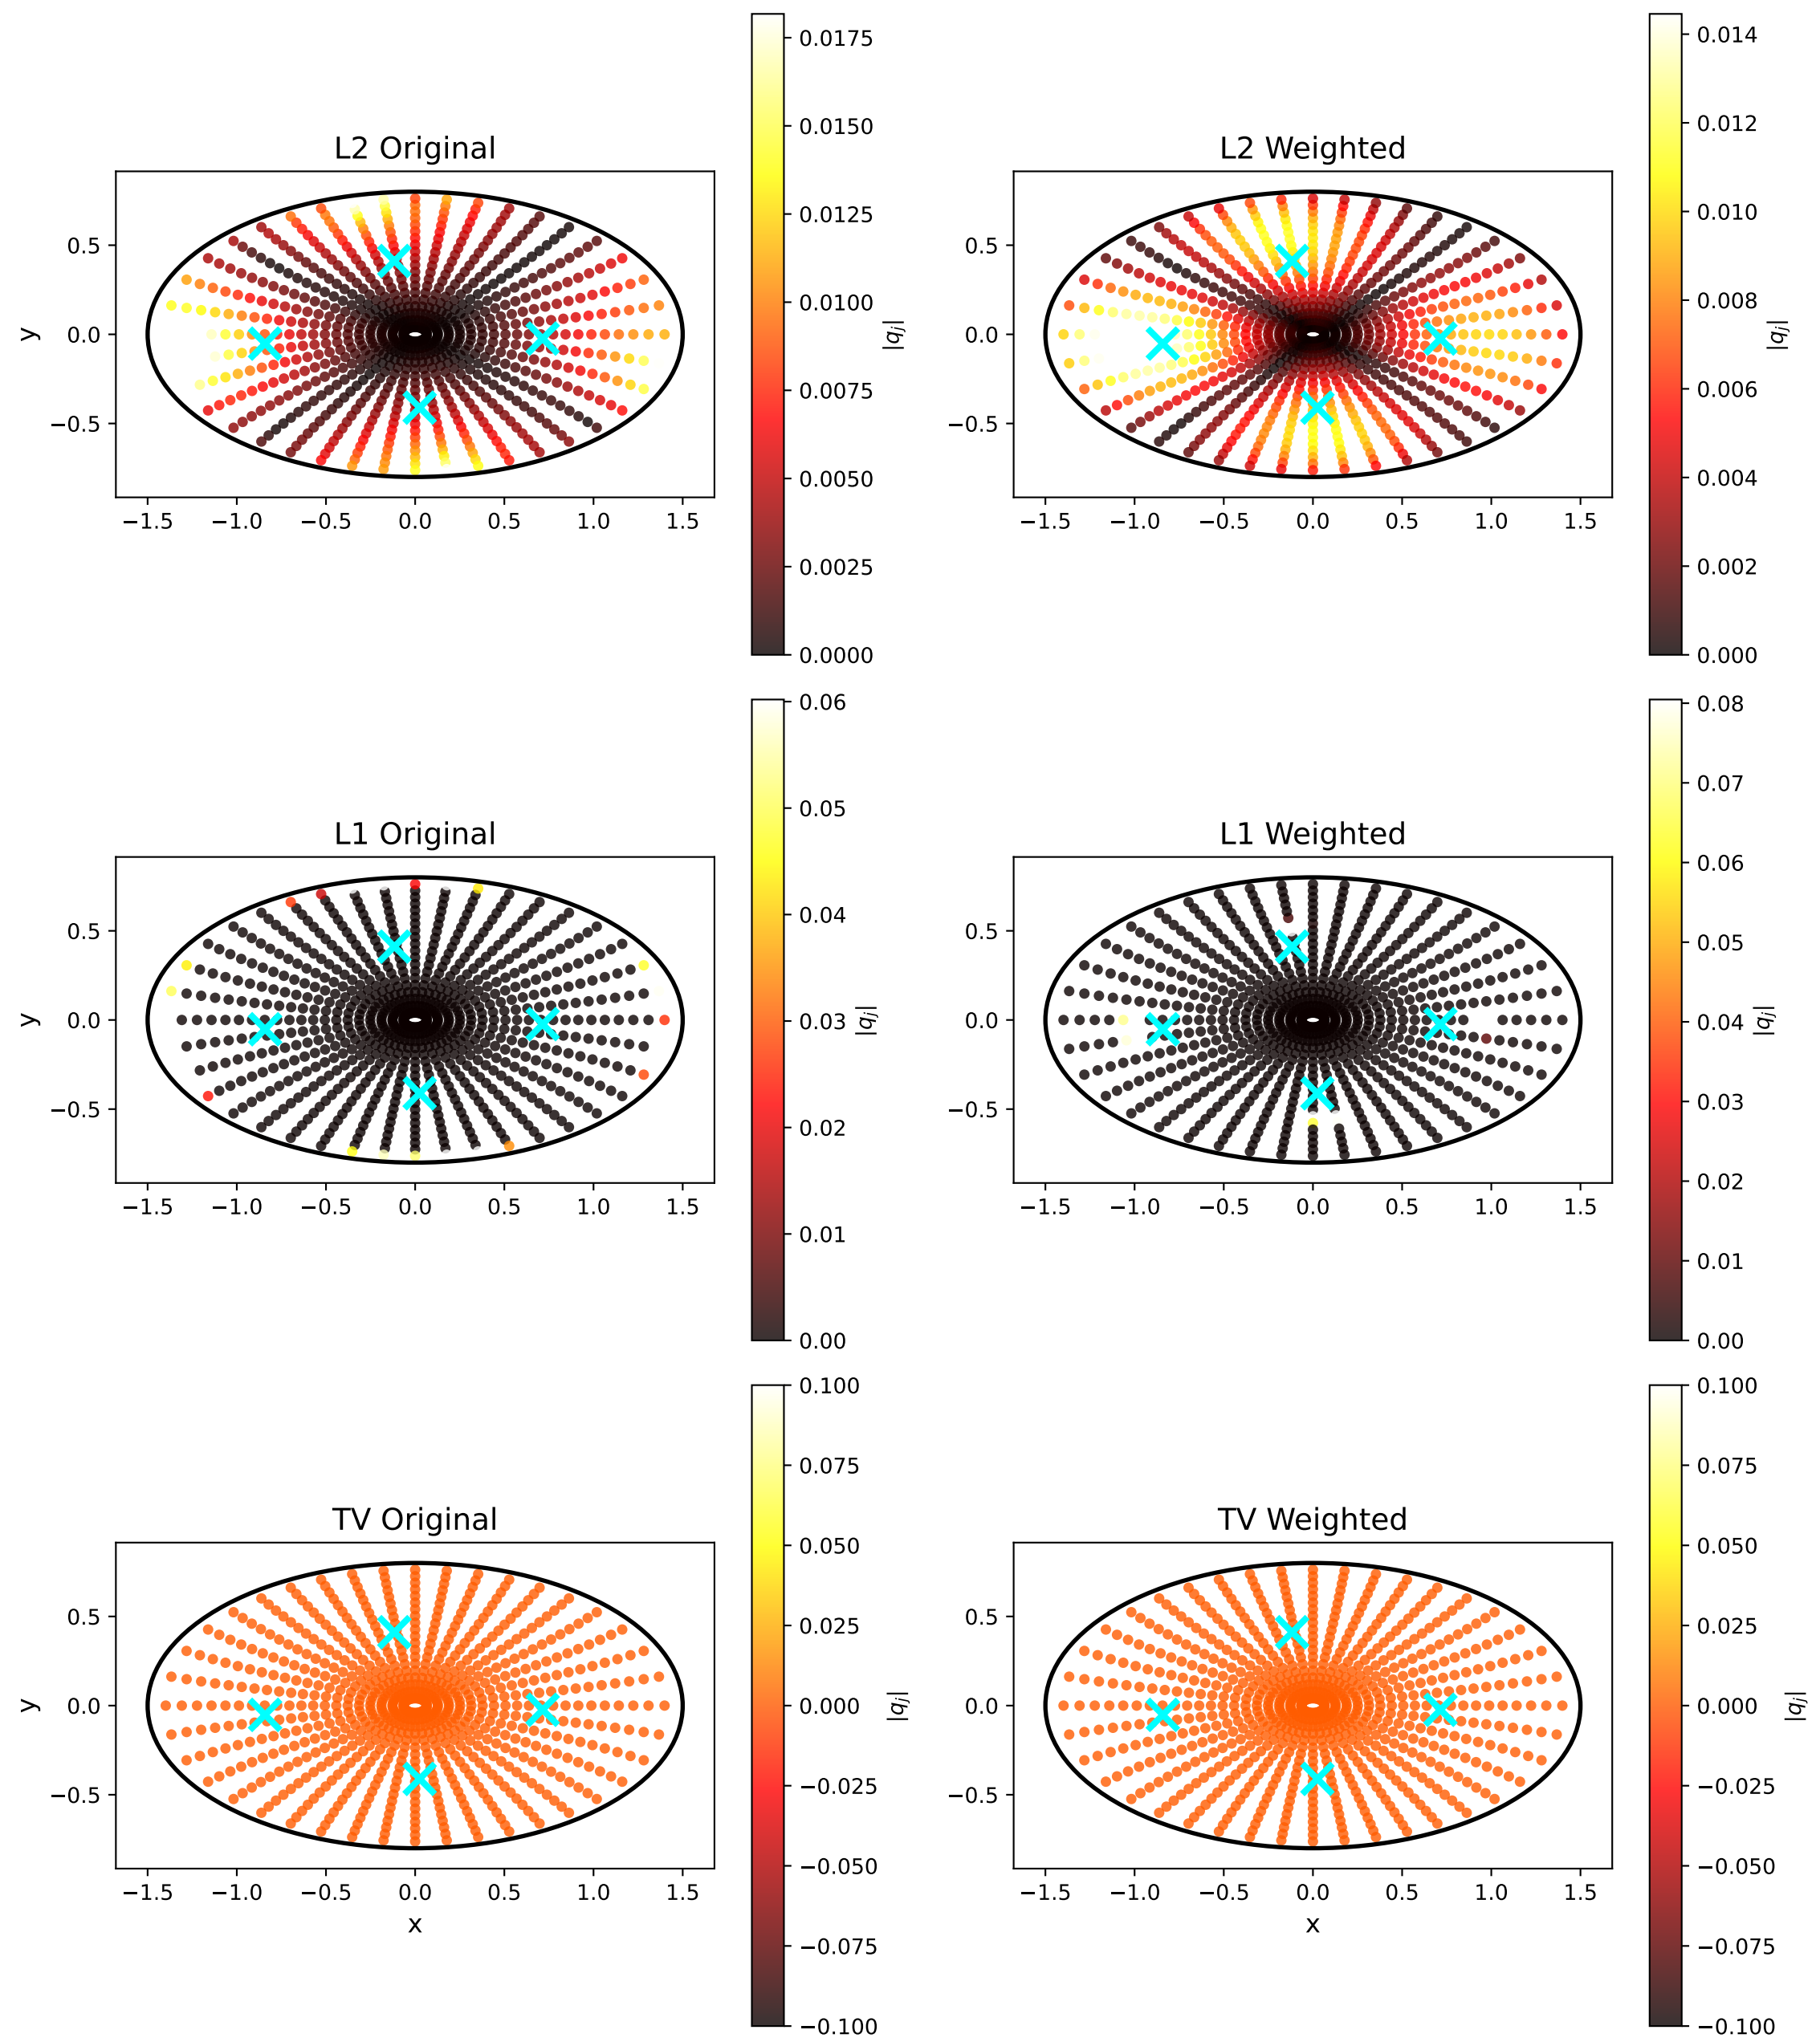 L2 Original
y
0.5
0.0
−0.5
−1.5 −1.0 −0.5 0.0 0.5 1.0 1.5
0.0175
0.0150
0.0125
0.0100
0.0075
0.0050
0.0025
0.0000
|qj|
L2 Weighted
0.5
0.0
−0.5
−1.5 −1.0 −0.5 0.0 0.5 1.0 1.5
0.014
0.012
0.010
0.008
0.006
0.004
0.002
0.000
|qj|
L1 Original
y
0.5
0.0
−0.5
−1.5 −1.0 −0.5 0.0 0.5 1.0 1.5
0.06
0.05
0.04
0.03
0.02
0.01
0.00
|qj|
L1 Weighted
0.5
0.0
−0.5
−1.5 −1.0 −0.5 0.0 0.5 1.0 1.5
0.08
0.07
0.06
0.05
0.04
0.03
0.02
0.01
0.00
|qj|
TV Original
y
0.5
0.0
−0.5
−1.5 −1.0 −0.5 0.0 0.5 1.0 1.5
x
0.100
0.075
0.050
0.025
0.000
−0.025
−0.050
−0.075
−0.100
|qj|
TV Weighted
0.5
0.0
−0.5
−1.5 −1.0 −0.5 0.0 0.5 1.0 1.5
x
0.100
0.075
0.050
0.025
0.000
−0.025
−0.050
−0.075
−0.100
|qj|